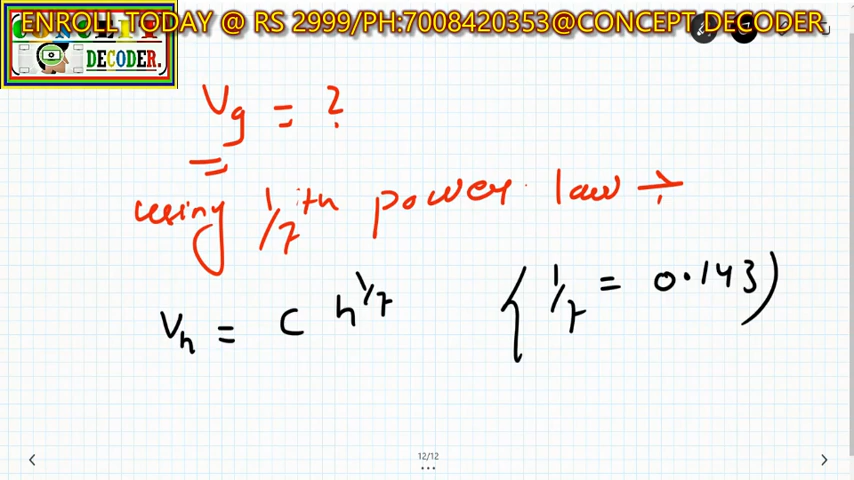 ENROLL TODAY @ RS 2999/PH:7008420353@CONCEPT DECODER.
DECODER.
Vg = ?
using 1/7th power law ÷
Vh = C h^1/7 { 1/7 = 0.143)
12/12